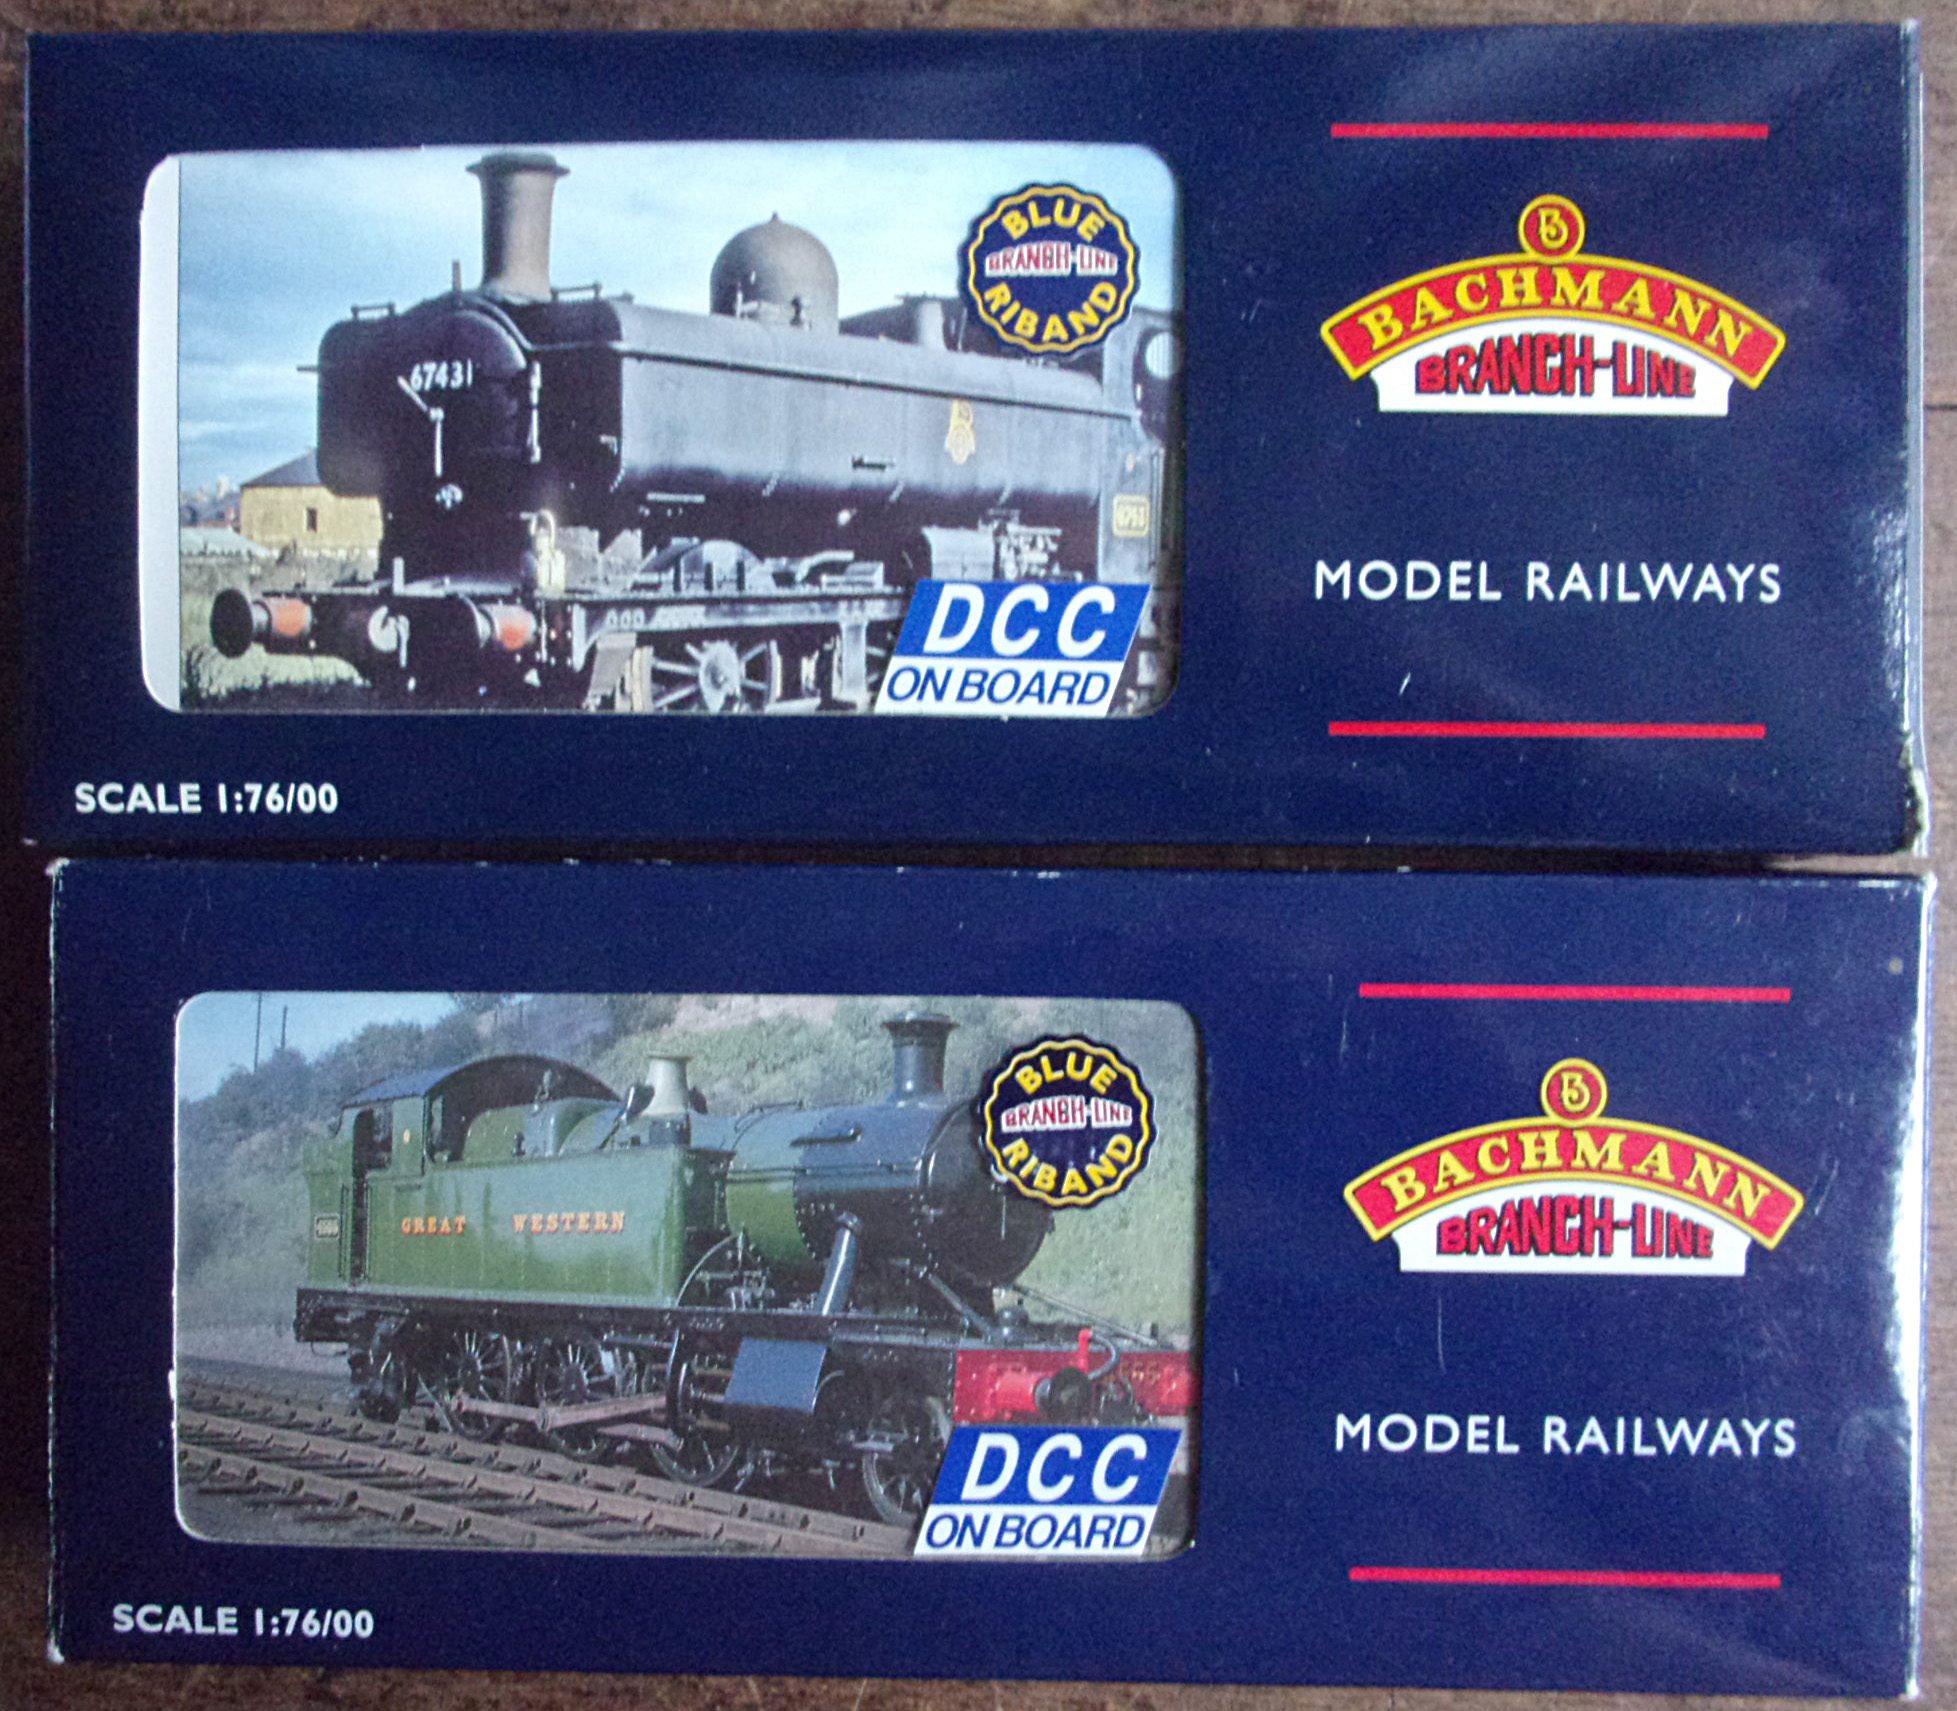 67431
BLUE
BRANCH-LINE
RIBAND
DCC
ON BOARD
SCALE 1:76/00
B
BACHMANN
BRANCH-LINE
MODEL RAILWAYS
GREAT WESTERN
BLUE
BRANCH-LINE
RIBAND
DCC
ON BOARD
SCALE 1:76/00
B
BACHMANN
BRANCH-LINE
MODEL RAILWAYS